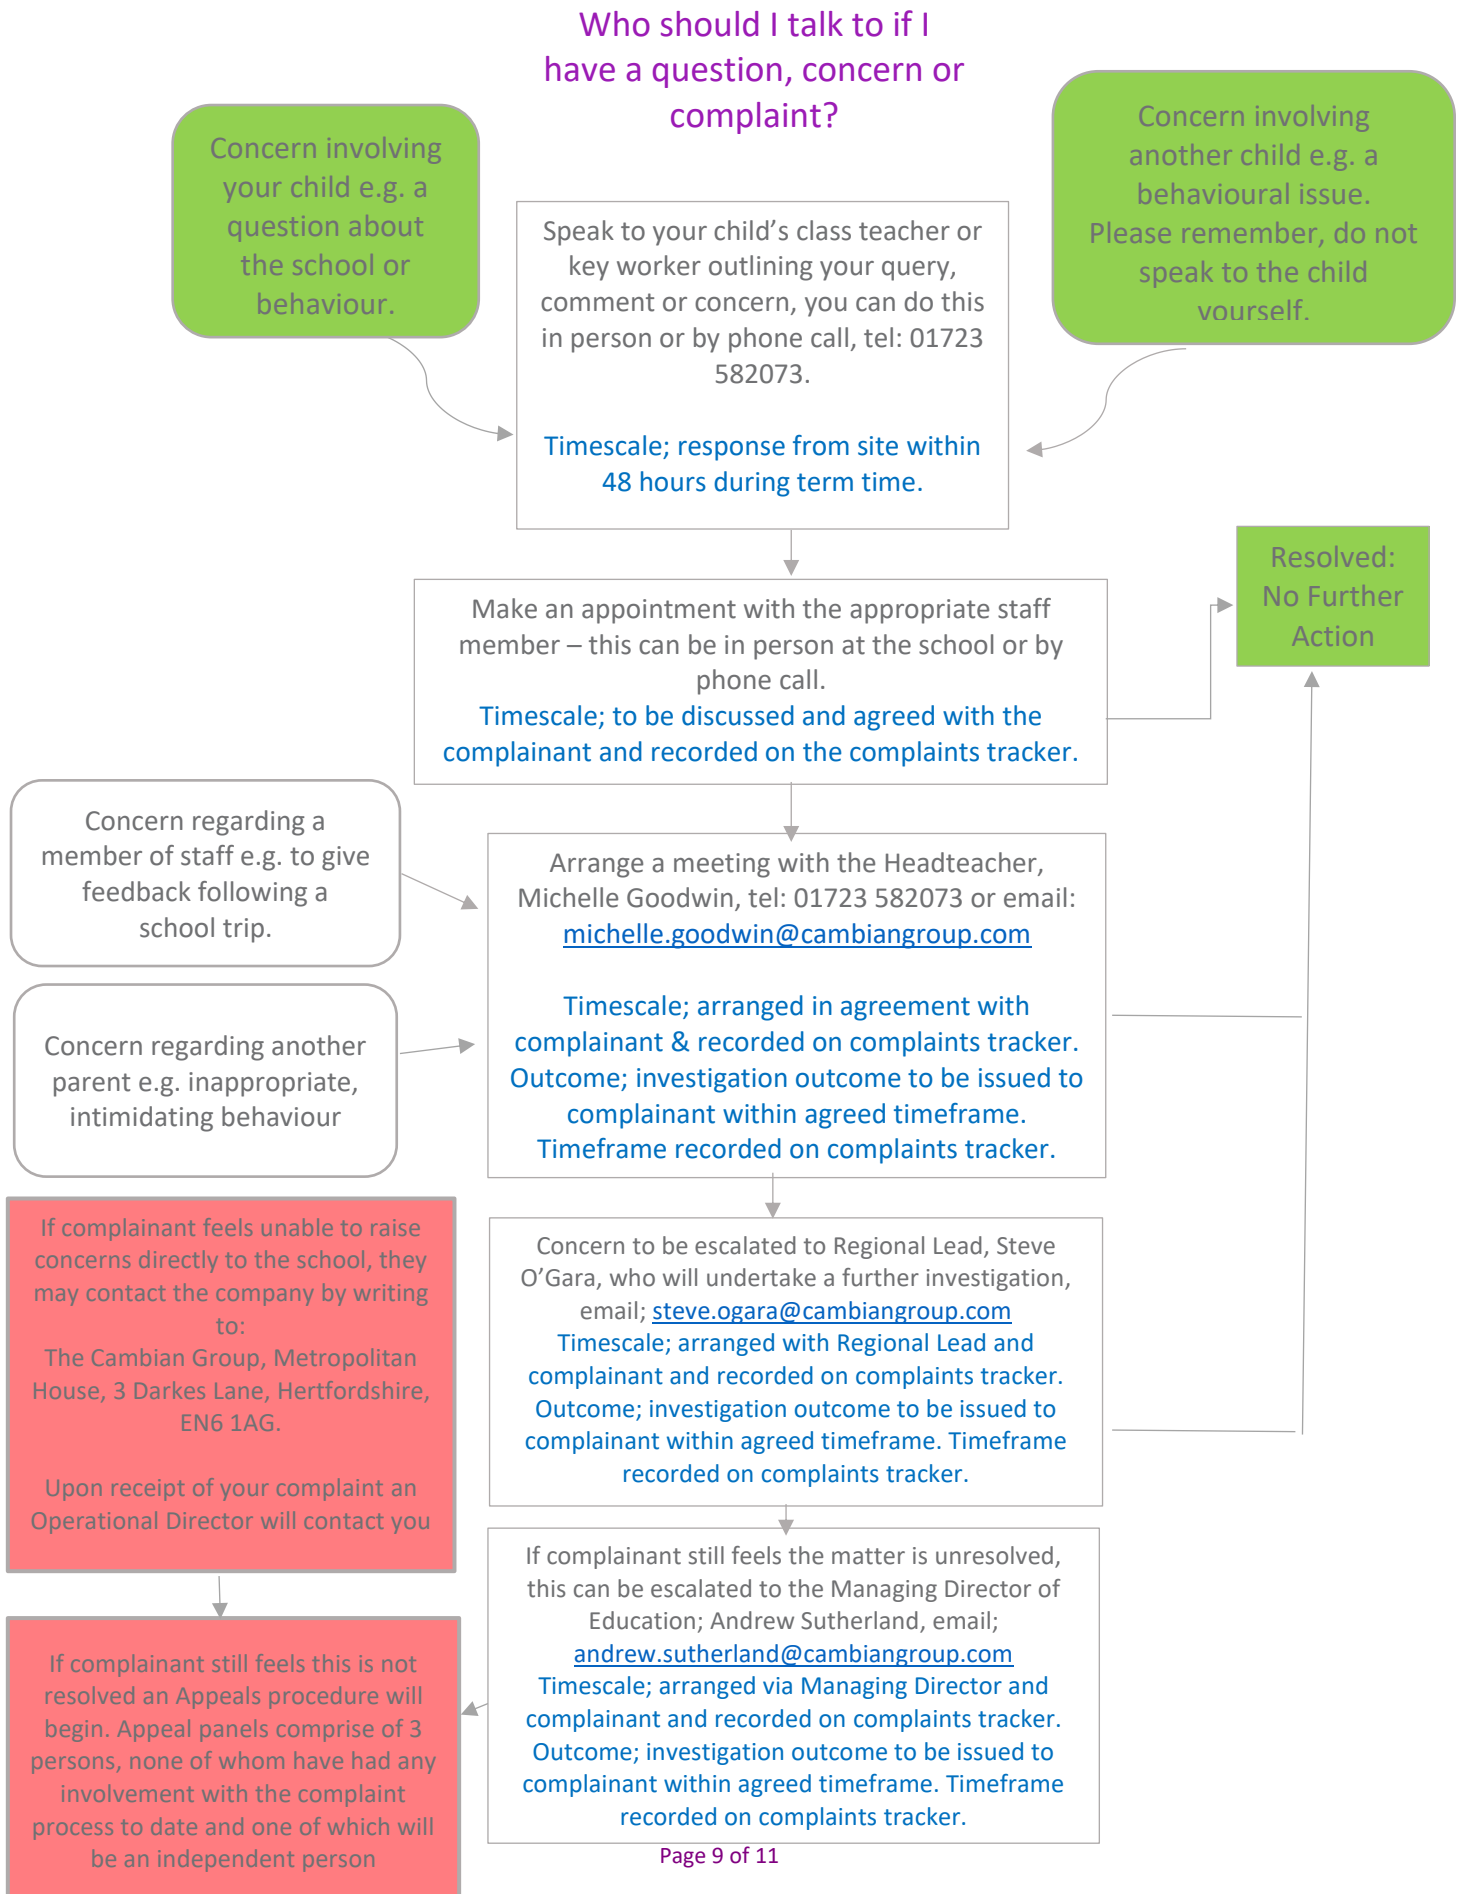 Who should I talk to if I
have a question, concern or
complaint?
Concern involving
your child e.g. a
question about
the school or
behaviour.
Concern involving
another child e.g. a
behavioural issue.
Please remember, do not
speak to the child
yourself.
Speak to your child’s class teacher or
key worker outlining your query,
comment or concern, you can do this
in person or by phone call, tel: 01723
582073.
Timescale; response from site within
48 hours during term time.
Resolved:
No Further
Action
Make an appointment with the appropriate staff
member – this can be in person at the school or by
phone call.
Timescale; to be discussed and agreed with the
complainant and recorded on the complaints tracker.
Concern regarding a
member of staff e.g. to give
feedback following a
school trip.
Arrange a meeting with the Headteacher,
Michelle Goodwin, tel: 01723 582073 or email:
michelle.goodwin@cambiangroup.com
Timescale; arranged in agreement with
complainant & recorded on complaints tracker.
Outcome; investigation outcome to be issued to
complainant within agreed timeframe.
Timeframe recorded on complaints tracker.
Concern regarding another
parent e.g. inappropriate,
intimidating behaviour
If complainant feels unable to raise
concerns directly to the school, they
may contact the company by writing
to:
The Cambian Group, Metropolitan
House, 3 Darkes Lane, Hertfordshire,
EN6 1AG.
Upon receipt of your complaint an
Operational Director will contact you
Concern to be escalated to Regional Lead, Steve
O’Gara, who will undertake a further investigation,
email; steve.ogara@cambiangroup.com
Timescale; arranged with Regional Lead and
complainant and recorded on complaints tracker.
Outcome; investigation outcome to be issued to
complainant within agreed timeframe. Timeframe
recorded on complaints tracker.
If complainant still feels the matter is unresolved,
this can be escalated to the Managing Director of
Education; Andrew Sutherland, email;
andrew.sutherland@cambiangroup.com
Timescale; arranged via Managing Director and
complainant and recorded on complaints tracker.
Outcome; investigation outcome to be issued to
complainant within agreed timeframe. Timeframe
recorded on complaints tracker.
If complainant still feels this is not
resolved an Appeals procedure will
begin. Appeal panels comprise of 3
persons, none of whom have had any
involvement with the complaint
process to date and one of which will
be an independent person
Page 9 of 11